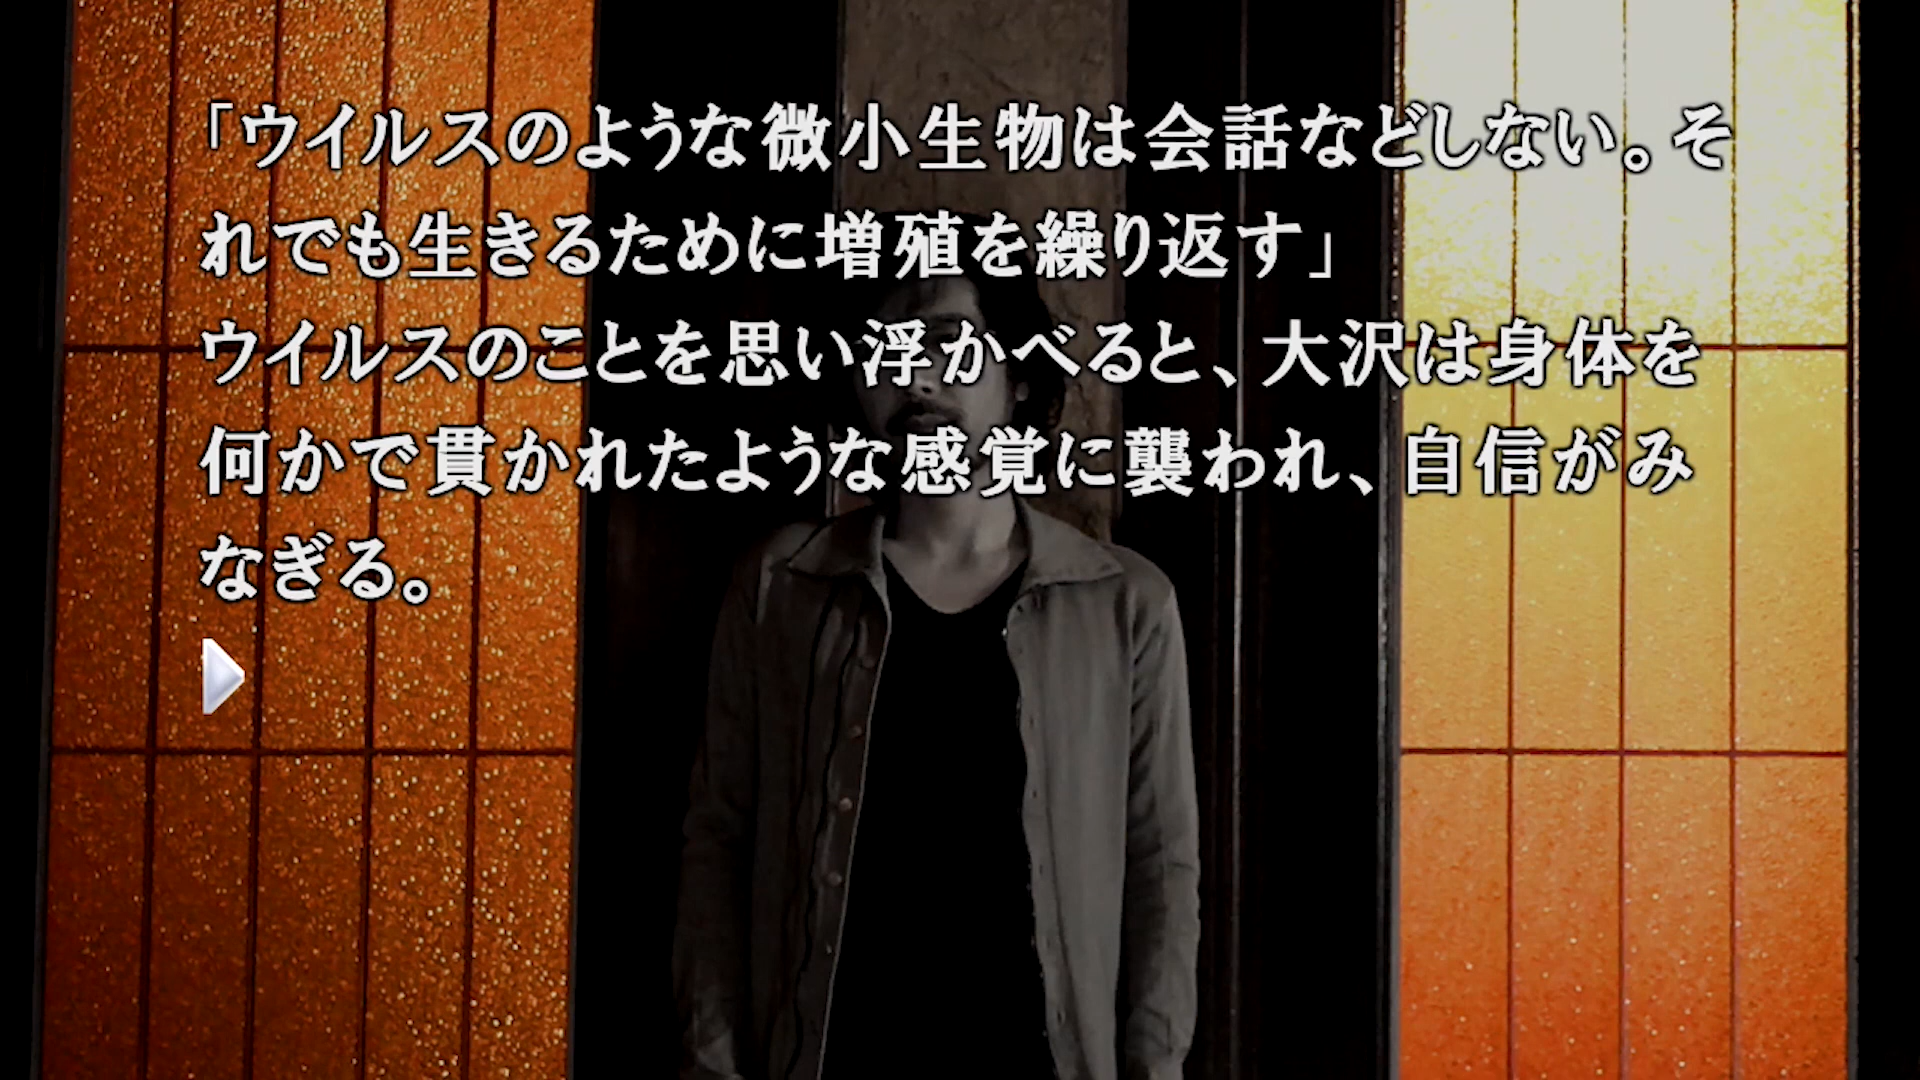 「ウイルスのような微小生物は会話などしない。そ
れでも生きるために増殖を繰り返す」
ウイルスのことを思い浮かべると、大沢は身体を
何かで貫かれたような感覚に襲われ、自信がみ
なぎる。